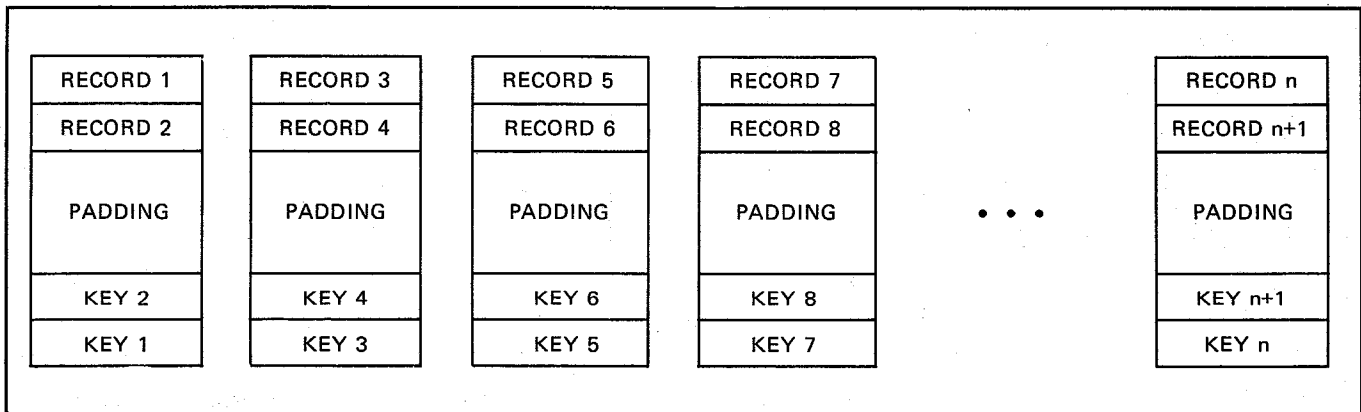 RECORD 1
RECORD 2
PADDING
KEY 2
KEY 1
RECORD 3
RECORD 4
PADDING
KEY 4
KEY 3
RECORD 5
RECORD 6
PADDING
KEY 6
KEY 5
RECORD 7
RECORD 8
PADDING
KEY 8
KEY 7
• • •
RECORD n
RECORD n+1
PADDING
KEY n+1
KEY n